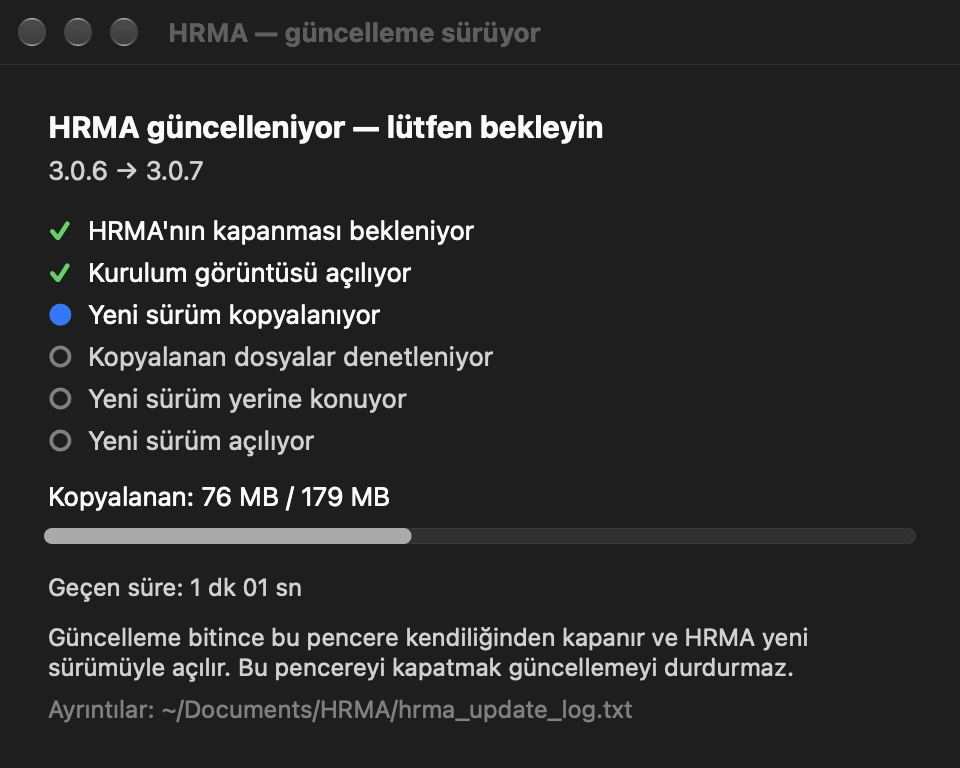 HRMA — güncelleme sürüyor
HRMA güncelleniyor — lütfen bekleyin
3.0.6 → 3.0.7
HRMA'nın kapanması bekleniyor
Kurulum görüntüsü açılıyor
Yeni sürüm kopyalanıyor
Kopyalanan dosyalar denetleniyor
Yeni sürüm yerine konuyor
Yeni sürüm açılıyor
Kopyalanan: 76 MB / 179 MB
Geçen süre: 1 dk 01 sn
Güncelleme bitince bu pencere kendiliğinden kapanır ve HRMA yeni
sürümüyle açılır. Bu pencereyi kapatmak güncellemeyi durdurmaz.
Ayrıntılar: ~/Documents/HRMA/hrma_update_log.txt